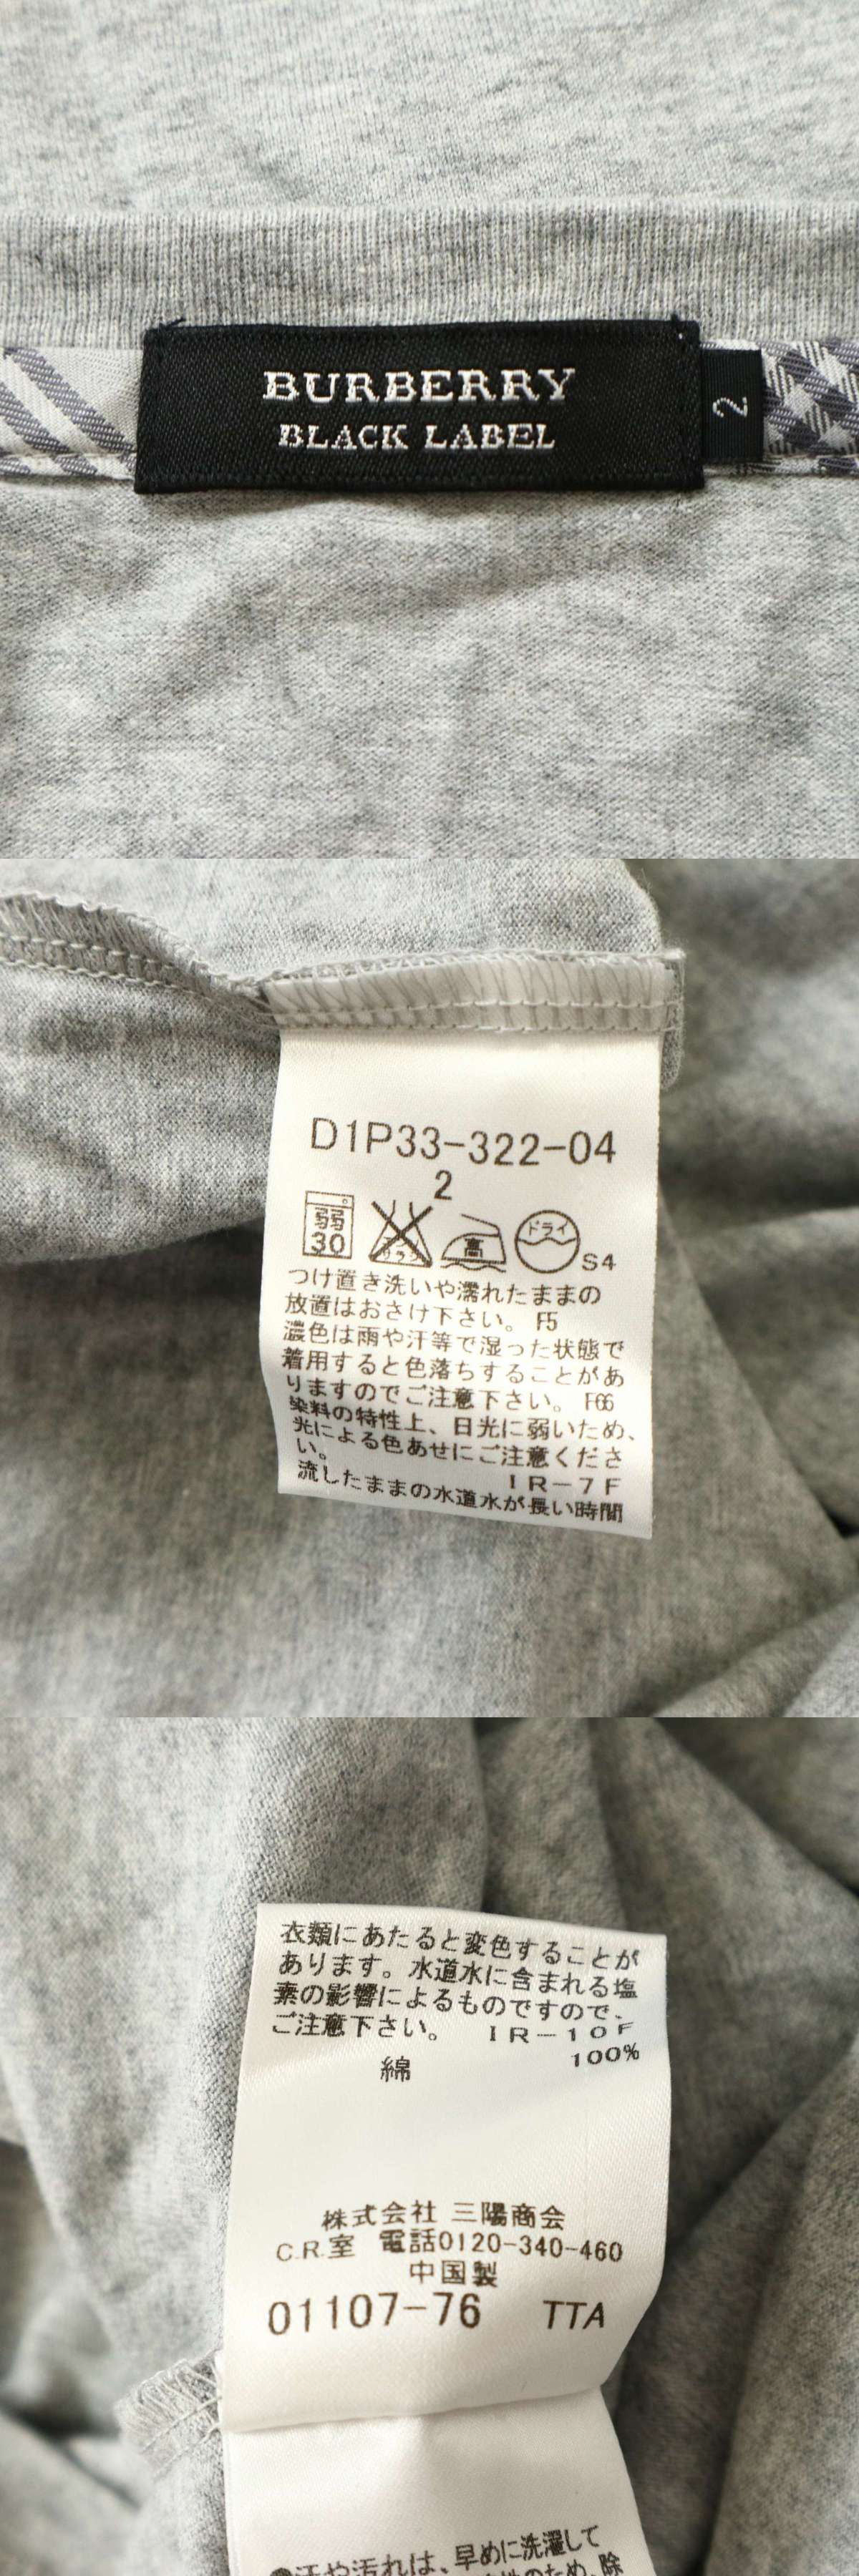 BURBERRY
BLACK LABEL
2
D1P33-322-04
2
弱
30
高
ドライ
S4
つけ置き洗いや濡れたままの
放置はおさけ下さい。 F5
濃色は雨や汗等で湿った状態で
着用すると色落ちすることがあ
りますのでご注意下さい。 F66
染料の特性上、日光に弱いため、
光による色あせにご注意くださ
い。
IR-7F
流したままの水道水が長い時間
衣類にあたると変色することが
あります。水道水に含まれる塩
素の影響によるものですので、
ご注意下さい。 IR-10F
綿 100%
株式会社 三陽商会
C.R.室 電話0120-340-460
中国製
01107-76 TTA
●汗や汚れは、早めに洗濯して